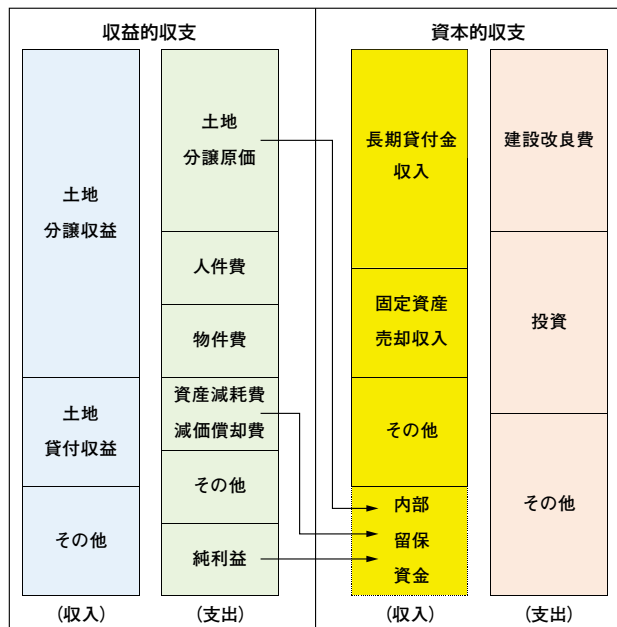 収益的収支
土地
分譲収益
土地
貸付収益
その他
(収入)
土地
分譲原価
人件費
物件費
資産減耗費
減価償却費
その他
純利益
(支出)
資本的収支
長期貸付金
収入
固定資産
売却収入
その他
内部
留保
資金
(収入)
建設改良費
投資
その他
(支出)